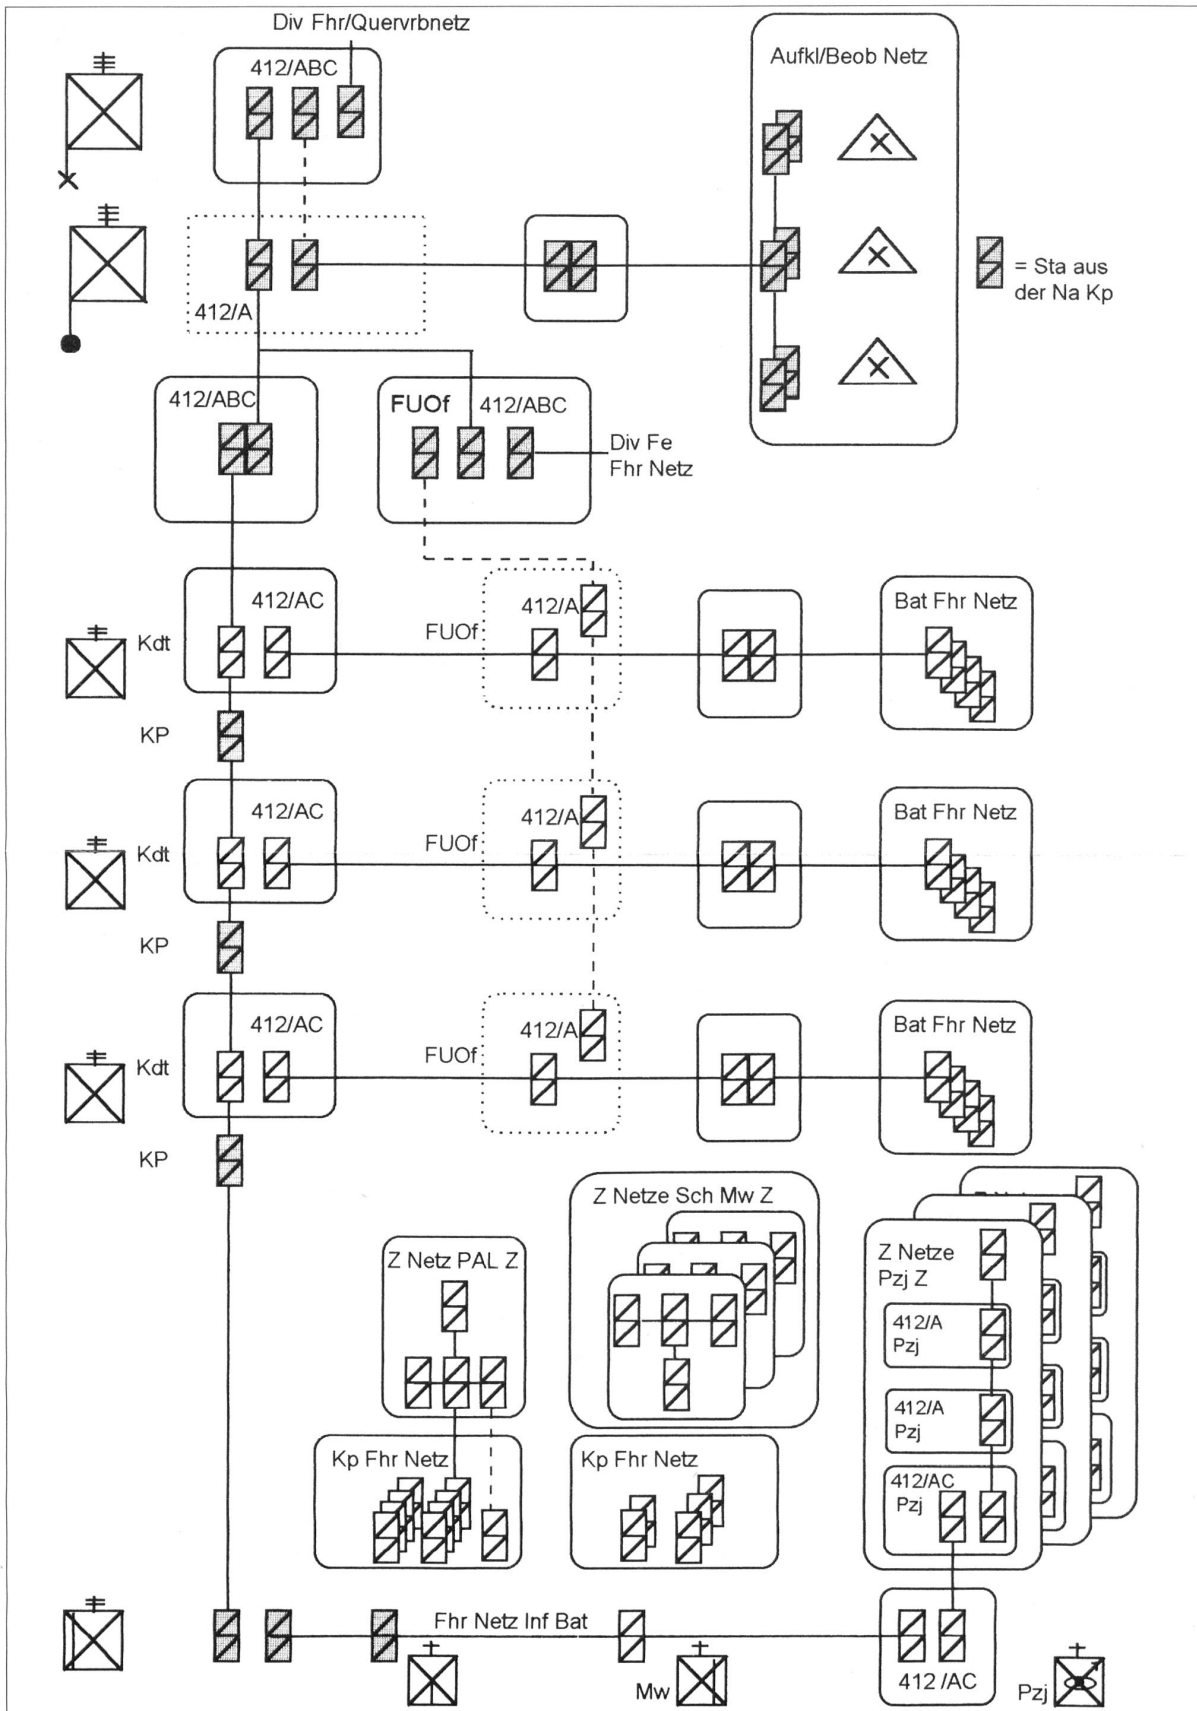 Div Fhr/Quervrbnetz
412/ABC
Aufkl/Beob Netz
412/A
= Sta aus
der Na Kp
412/ABC
FUOf
412/ABC
Div Fe
Fhr Netz
412/AC
Kdt
FUOf
412/A
Bat Fhr Netz
KP
412/AC
Kdt
FUOf
412/A
Bat Fhr Netz
KP
412/AC
Kdt
FUOf
412/A
Bat Fhr Netz
KP
Z Netz PAL Z
Z Netze Sch Mw Z
Z Netze
Pzj Z
412/A
Pzj
412/A
Pzj
412/AC
Pzj
Kp Fhr Netz
Kp Fhr Netz
Fhr Netz Inf Bat
Mw
412 /AC
Pzj